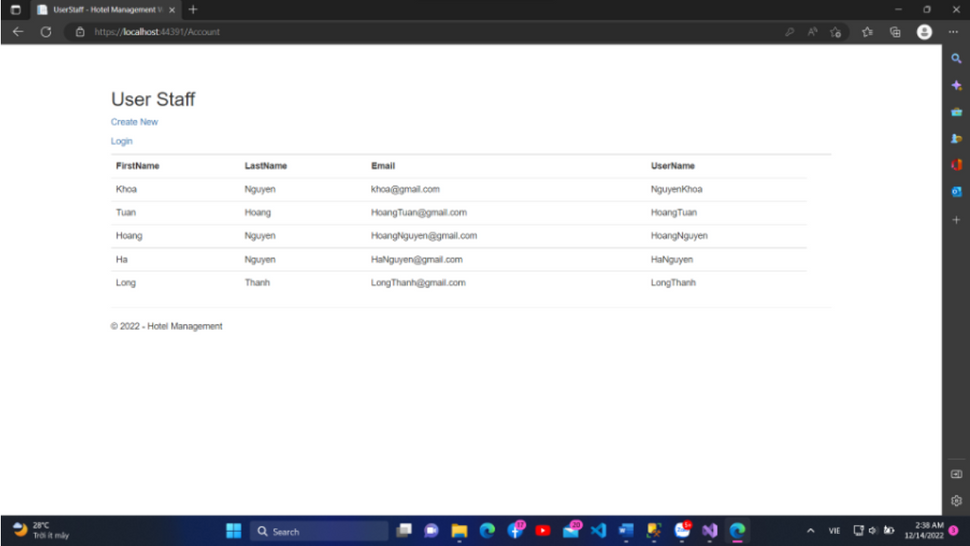 UserStaff - Hotel Management
https://localhost:44391/Account
User Staff
Create New
Login
FirstName LastName Email UserName
Khoa Nguyen khoa@gmail.com NguyenKhoa
Tuan Hoang HoangTuan@gmail.com HoangTuan
Hoang Nguyen HoangNguyen@gmail.com HoangNguyen
Ha Nguyen HaNguyen@gmail.com HaNguyen
Long Thanh LongThanh@gmail.com LongThanh
© 2022 - Hotel Management
28°C
Trời ít mây
Search
17
20
5+
VIE
2:38 AM
12/14/2022